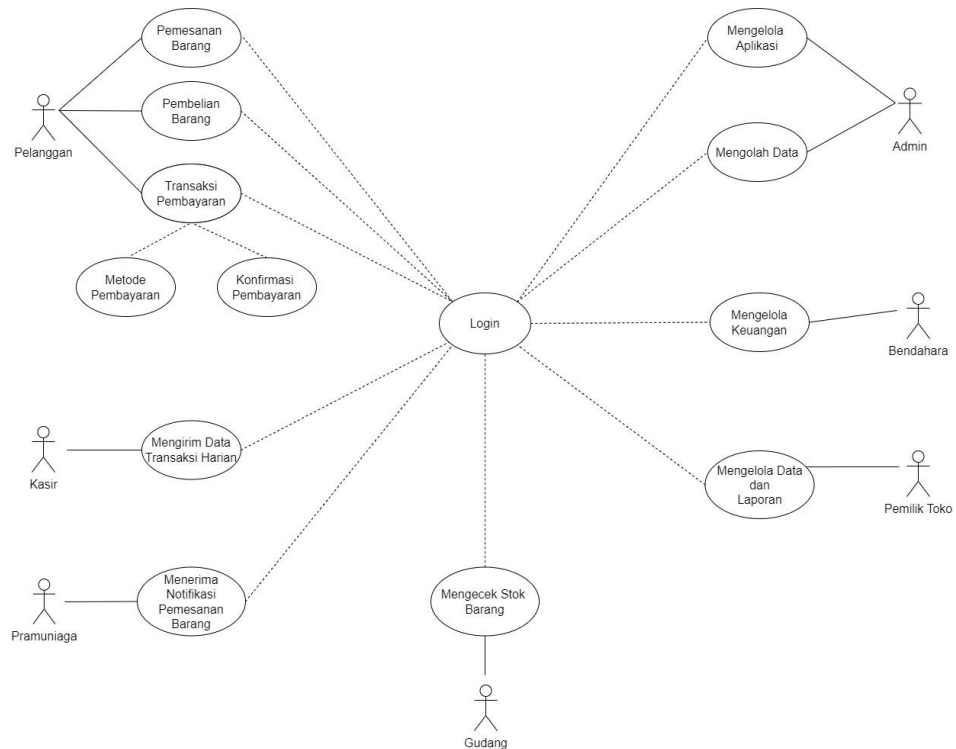 Pemesanan
Barang
Pelanggan
Pembelian
Barang
Transaksi
Pembayaran
Metode
Pembayaran
Konfirmasi
Pembayaran
Mengelola
Aplikasi
Admin
Mengolah Data
Login
Mengelola
Keuangan
Bendahara
Kasir
Mengirim Data
Transaksi Harian
Mengelola Data
dan
Laporan
Pemilik Toko
Pramuniaga
Menerima
Notifikasi
Pemesanan
Barang
Mengecek Stok
Barang
Gudang